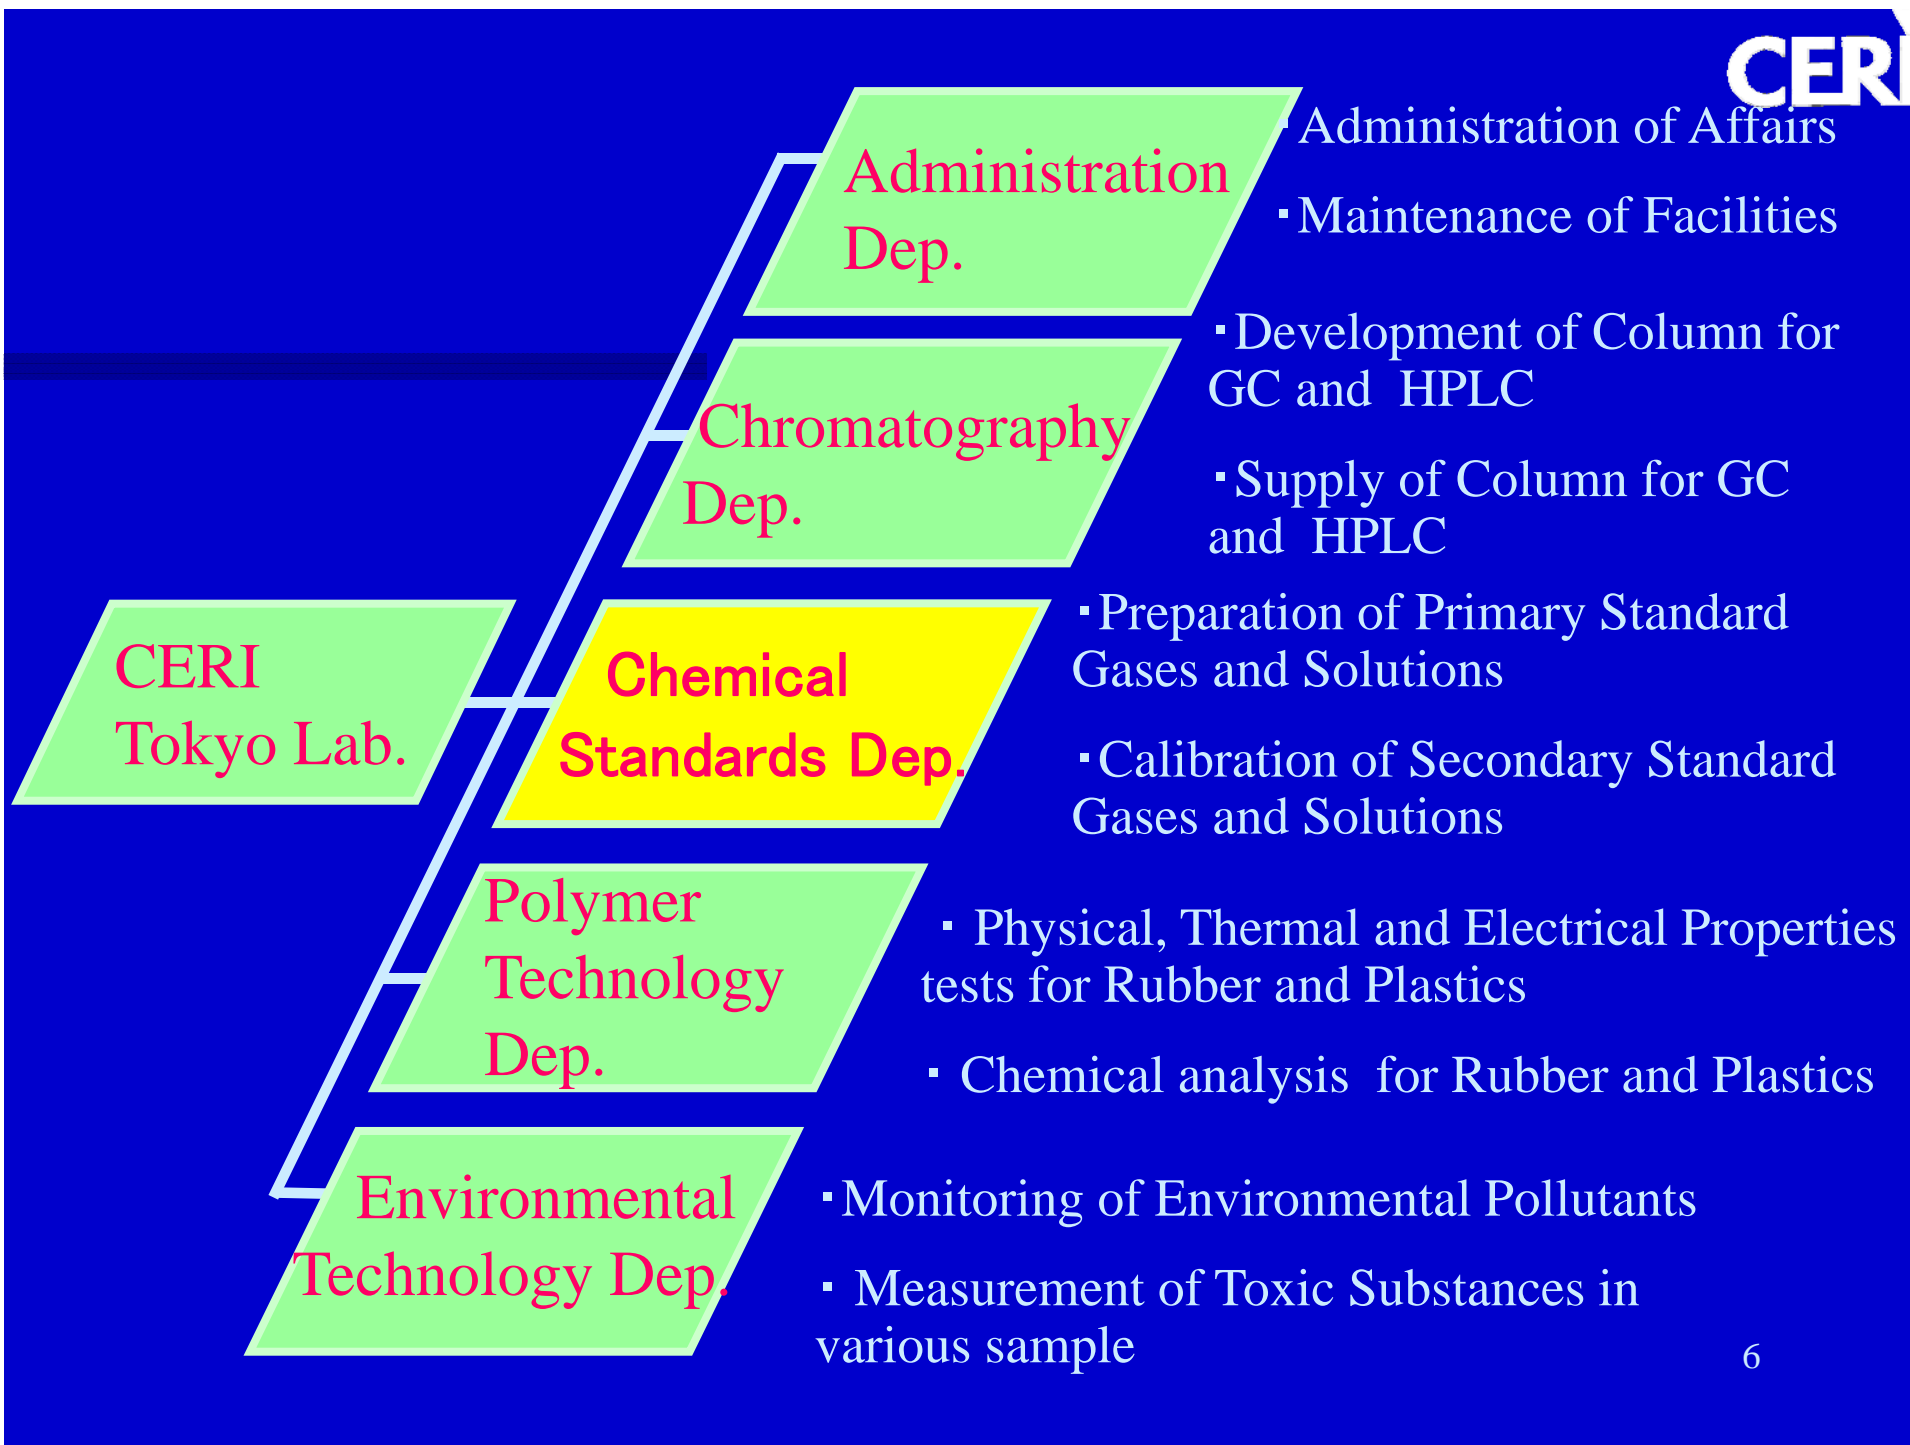 CERI
Administration
Dep.
・Administration of Affairs
・Maintenance of Facilities
Chromatography
Dep.
・Development of Column for
GC and HPLC
・Supply of Column for GC
and HPLC
CERI
Tokyo Lab.
Chemical
Standards Dep.
・Preparation of Primary Standard
Gases and Solutions
・Calibration of Secondary Standard
Gases and Solutions
Polymer
Technology
Dep.
・ Physical, Thermal and Electrical Properties
tests for Rubber and Plastics
・ Chemical analysis for Rubber and Plastics
Environmental
Technology Dep.
・Monitoring of Environmental Pollutants
・ Measurement of Toxic Substances in
various sample
6